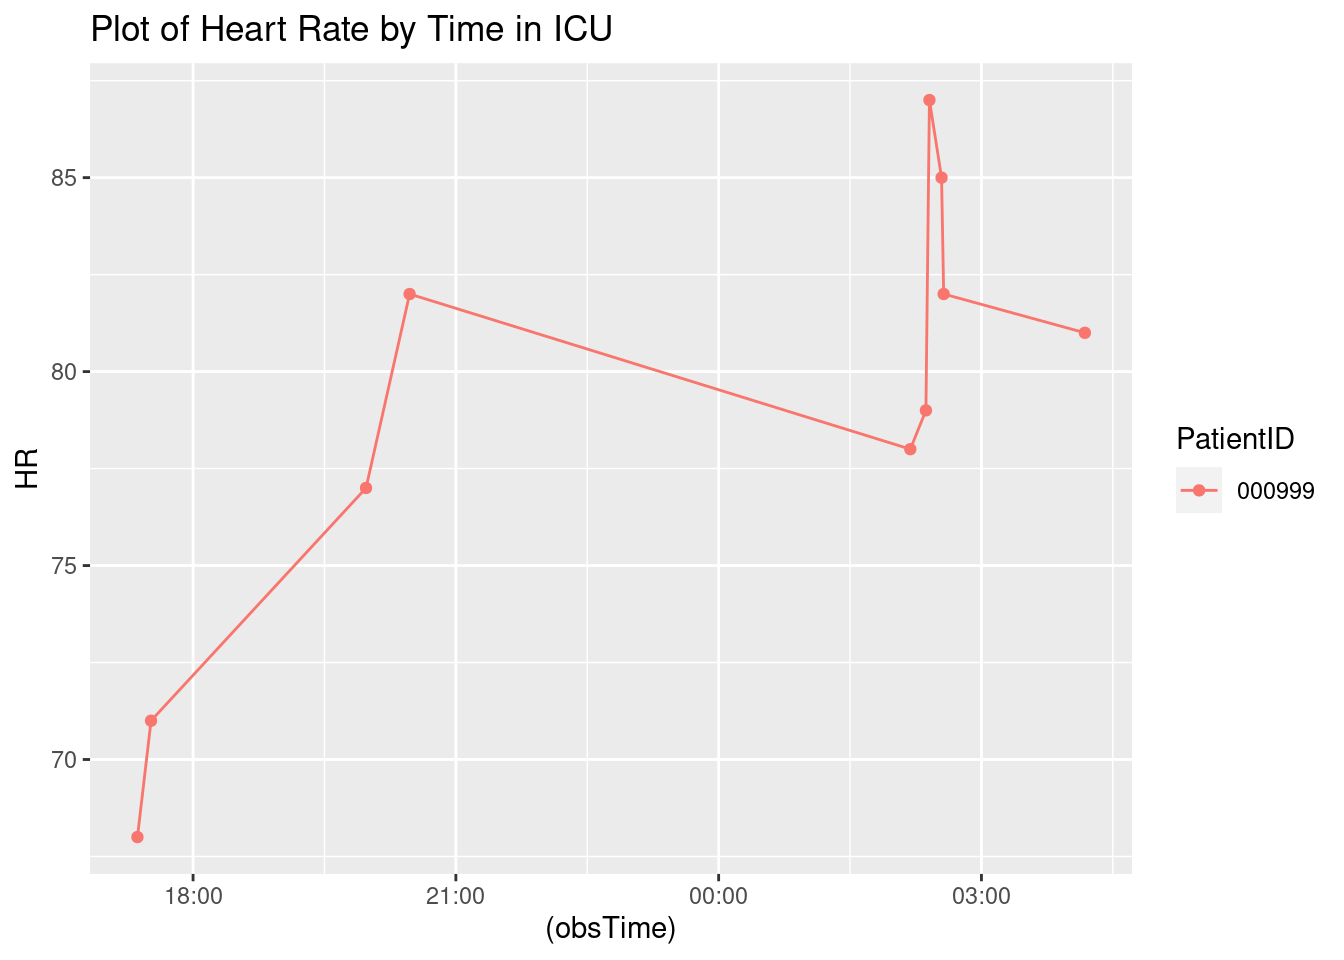 Plot of Heart Rate by Time in ICU
85
80
75
70
HR
18:00 21:00 00:00 03:00
(obsTime)
PatientID
000999